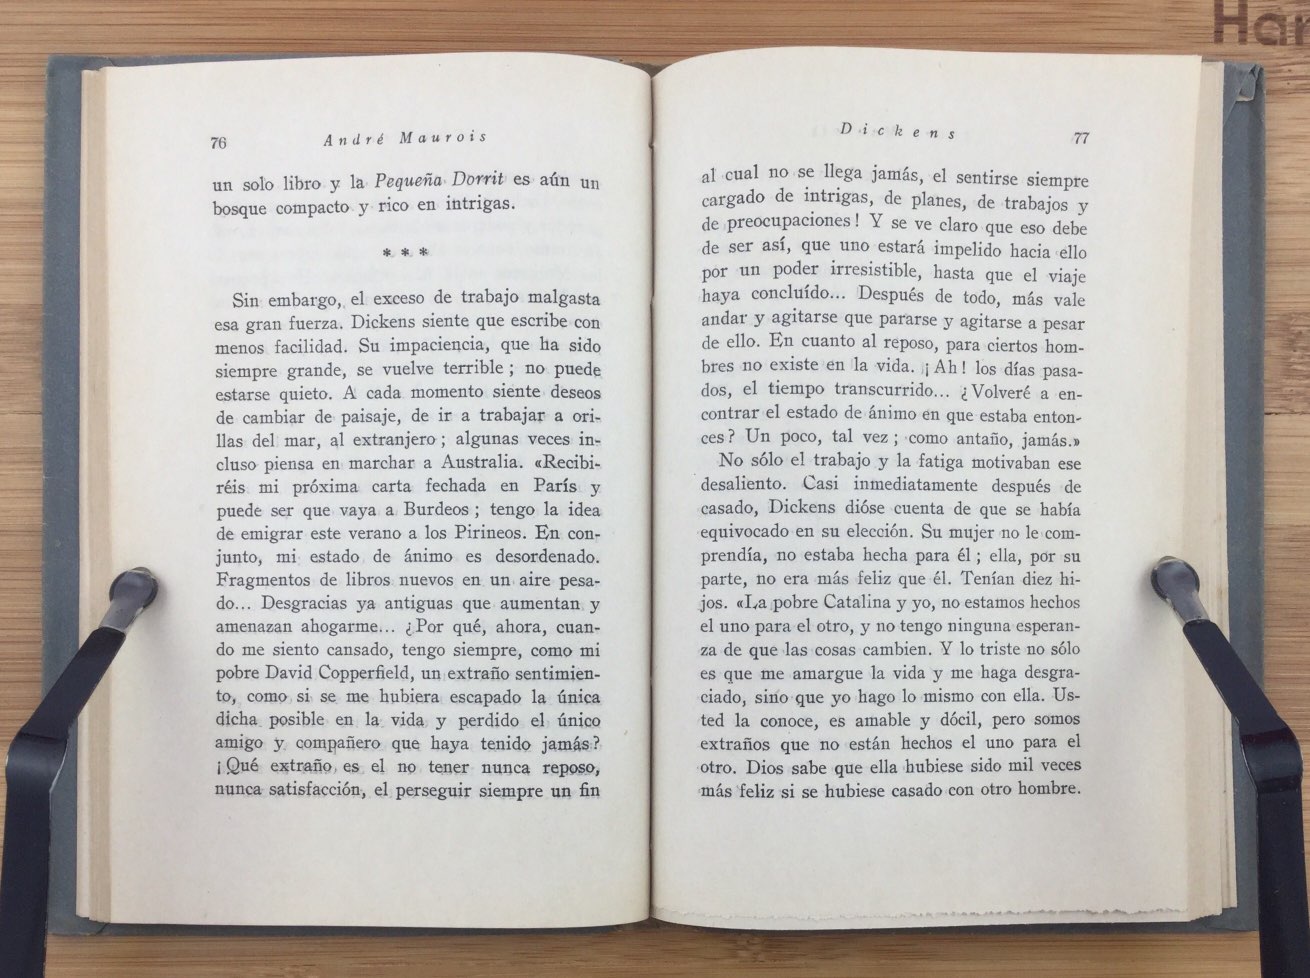 76
André Maurois
un solo libro y la Pequeña Dorrit es aún un
bosque compacto y rico en intrigas.
* * *
Sin embargo, el exceso de trabajo malgasta
esa gran fuerza. Dickens siente que escribe con
menos facilidad. Su impaciencia, que ha sido
siempre grande, se vuelve terrible ; no puede
estarse quieto. A cada momento siente deseos
de cambiar de paisaje, de ir a trabajar a ori-
llas del mar, al extranjero ; algunas veces in-
cluso piensa en marchar a Australia. «Recibi-
réis mi próxima carta fechada en París y
puede ser que vaya a Burdeos ; tengo la idea
de emigrar este verano a los Pirineos. En con-
junto, mi estado de ánimo es desordenado.
Fragmentos de libros nuevos en un aire pesa-
do... Desgracias ya antiguas que aumentan y
amenazan ahogarme... ¿Por qué, ahora, cuan-
do me siento cansado, tengo siempre, como mi
pobre David Copperfield, un extraño sentimien-
to, como si se me hubiera escapado la única
dicha posible en la vida y perdido el único
amigo y compañero que haya tenido jamás?
¡Qué extraño es el no tener nunca reposo,
nunca satisfacción, el perseguir siempre un fin
Dickens
77
al cual no se llega jamás, el sentirse siempre
cargado de intrigas, de planes, de trabajos y
de preocupaciones! Y se ve claro que eso debe
de ser así, que uno estará impelido hacia ello
por un poder irresistible, hasta que el viaje
haya concluído... Después de todo, más vale
andar y agitarse que pararse y agitarse a pesar
de ello. En cuanto al reposo, para ciertos hom-
bres no existe en la vida. ¡Ah! los días pasa-
dos, el tiempo transcurrido... ¿Volveré a en-
contrar el estado de ánimo en que estaba enton-
ces? Un poco, tal vez ; como antaño, jamás.»
No sólo el trabajo y la fatiga motivaban ese
desaliento. Casi inmediatamente después de
casado, Dickens dióse cuenta de que se había
equivocado en su elección. Su mujer no le com-
prendía, no estaba hecha para él ; ella, por su
parte, no era más feliz que él. Tenían diez hi-
jos. «La pobre Catalina y yo, no estamos hechos
el uno para el otro, y no tengo ninguna esperan-
za de que las cosas cambien. Y lo triste no sólo
es que me amargue la vida y me haga desgra-
ciado, sino que yo hago lo mismo con ella. Us-
ted la conoce, es amable y dócil, pero somos
extraños que no están hechos el uno para el
otro. Dios sabe que ella hubiese sido mil veces
más feliz si se hubiese casado con otro hombre.